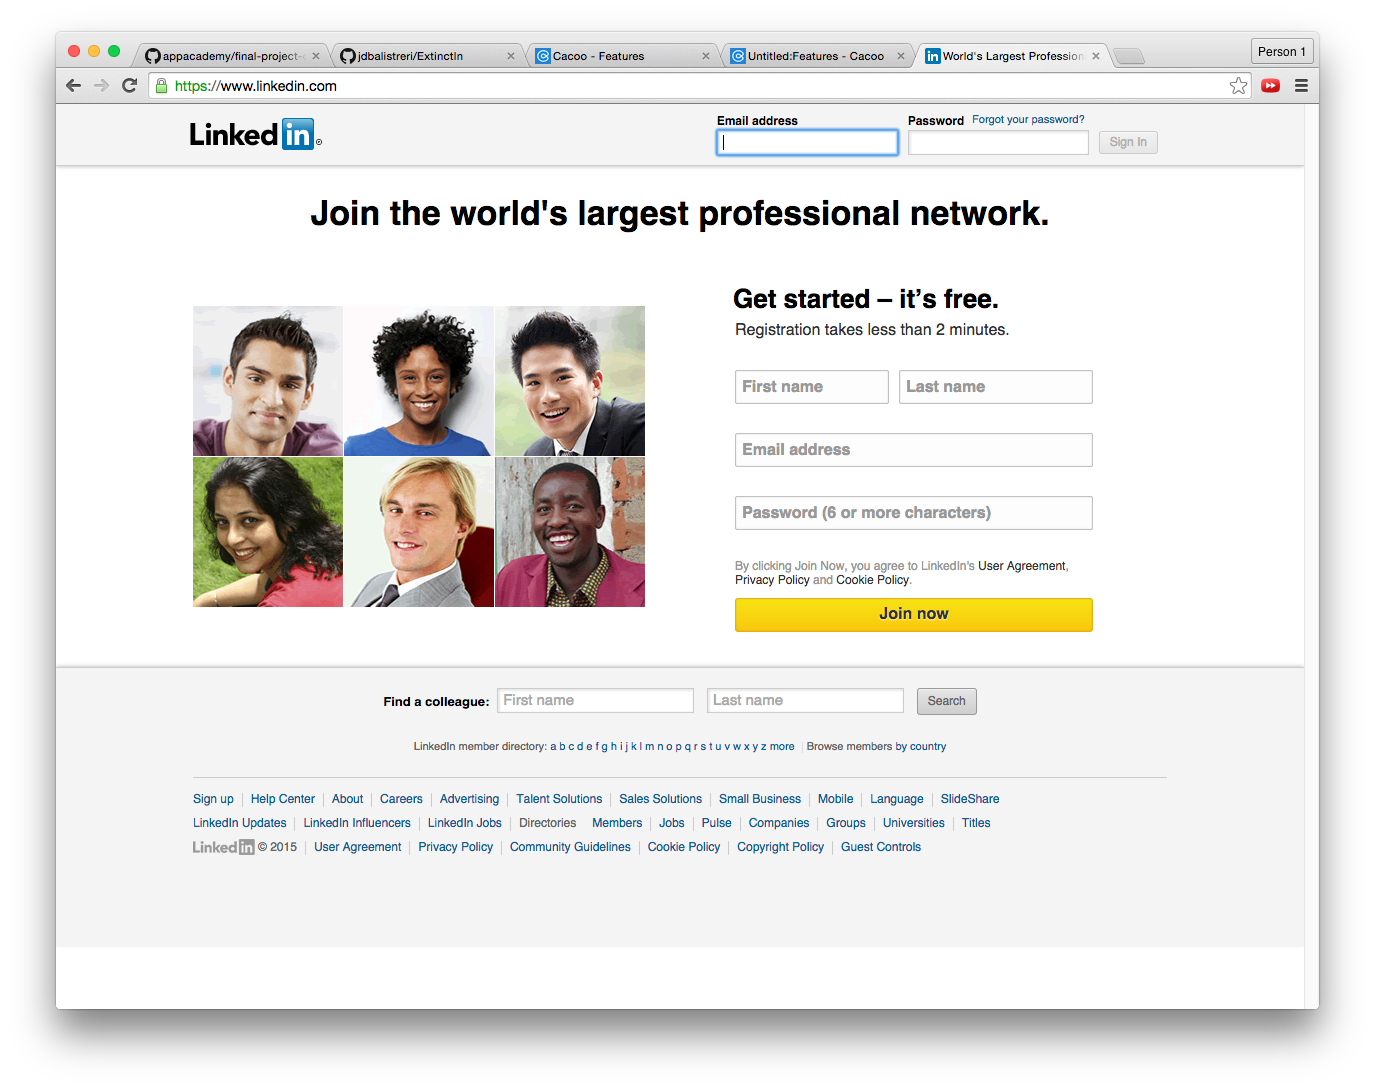 appacademy/final-project-
jdbalistreri/ExtinctIn
Cacoo - Features
Untitled:Features - Cacoo
World's Largest Profession
Person 1
https://www.linkedin.com
Linked in
Email address
Password
Forgot your password?
Sign In
Join the world's largest professional network.
Get started – it's free.
Registration takes less than 2 minutes.
First name
Last name
Email address
Password (6 or more characters)
By clicking Join Now, you agree to LinkedIn's User Agreement,
Privacy Policy and Cookie Policy.
Join now
Find a colleague: First name Last name Search
LinkedIn member directory: a b c d e f g h i j k l m n o p q r s t u v w x y z more Browse members by country
Sign up Help Center About Careers Advertising Talent Solutions Sales Solutions Small Business Mobile Language SlideShare
LinkedIn Updates LinkedIn Influencers LinkedIn Jobs Directories Members Jobs Pulse Companies Groups Universities Titles
Linked in © 2015 User Agreement Privacy Policy Community Guidelines Cookie Policy Copyright Policy Guest Controls